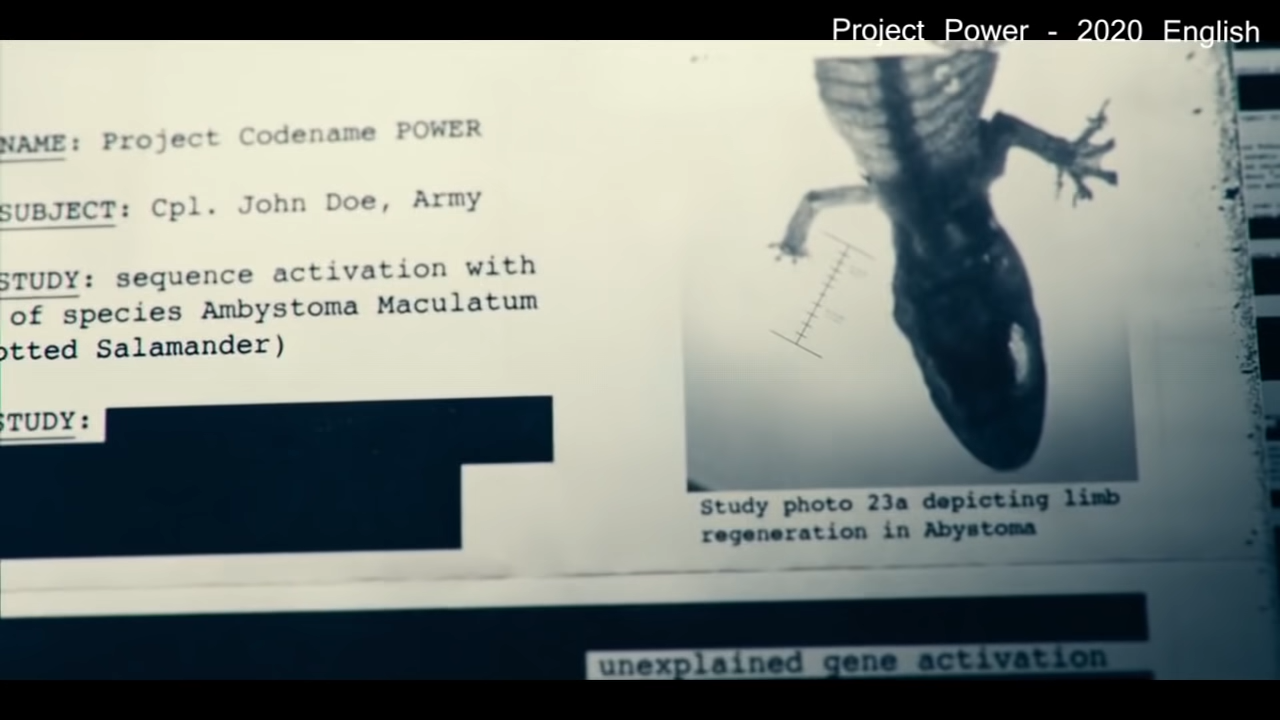 Project Power - 2020 English
NAME: Project Codename POWER
SUBJECT: Cpl. John Doe, Army
STUDY: sequence activation with
of species Ambystoma Maculatum
otted Salamander)
STUDY:
Study photo 23a depicting limb
regeneration in Abystoma
unexplained gene activation